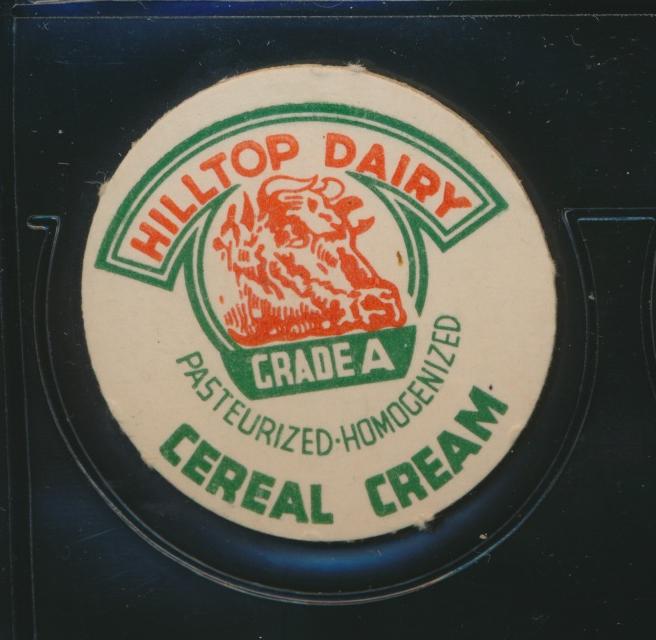 HILLTOP DAIRY
GRADE A
PASTEURIZED-HOMOGENIZED
CEREAL CREAM